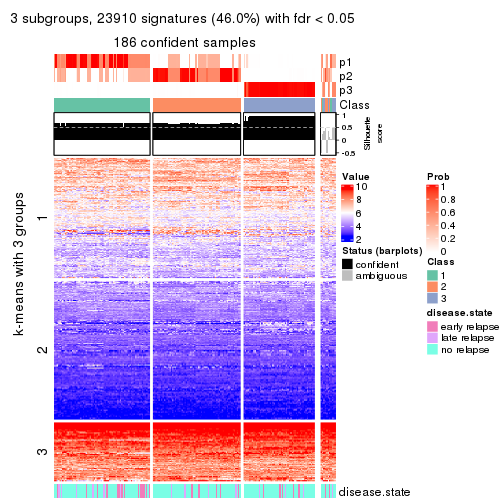 3 subgroups, 23910 signatures (46.0%) with fdr < 0.05
186 confident samples
p1
p2
p3
Class
1
0.5
0
-0.5
Silhouette
score
k-means with 3 groups
1
2
3
disease.state
Value
10
8
6
4
2
Status (barplots)
confident
ambiguous
Prob
1
0.8
0.6
0.4
0.2
0
Class
1
2
3
disease.state
early relapse
late relapse
no relapse